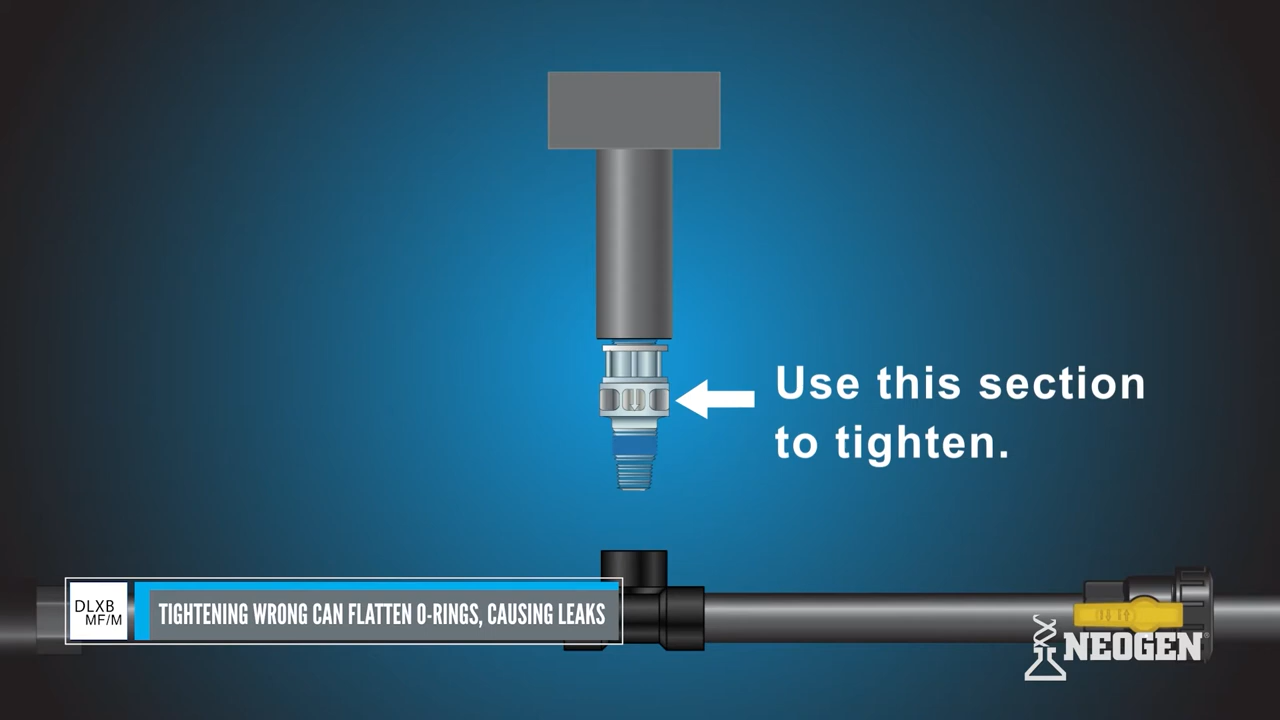 Use this section
to tighten.
DLXB
MF/M
TIGHTENING WRONG CAN FLATTEN O-RINGS, CAUSING LEAKS
NEOGEN®